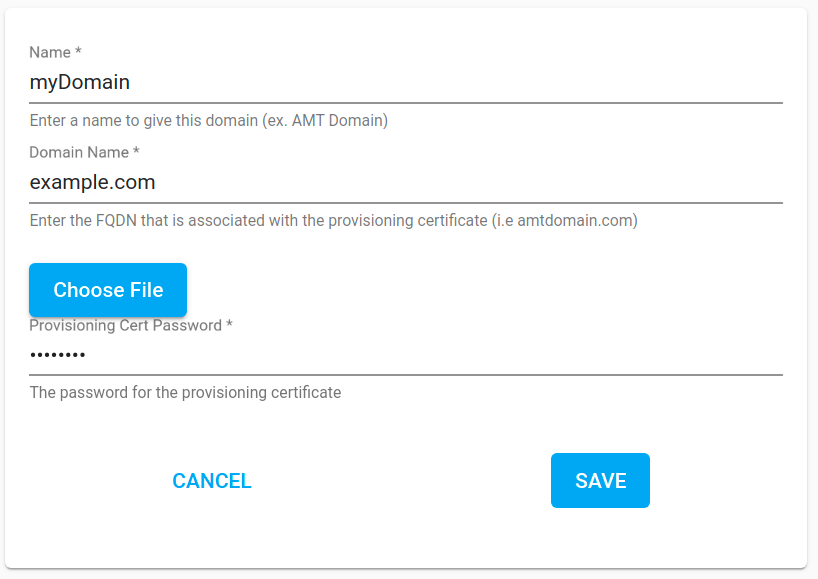 Name *
myDomain
Enter a name to give this domain (ex. AMT Domain)
Domain Name *
example.com
Enter the FQDN that is associated with the provisioning certificate (i.e amtdomain.com)
Choose File
Provisioning Cert Password *
••••••••
The password for the provisioning certificate
CANCEL SAVE